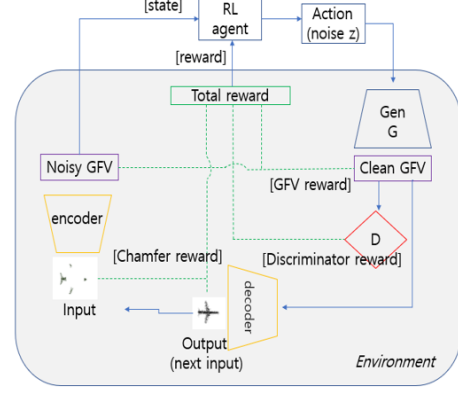 [state]
RL
agent
Action
(noise z)
[reward]
Total reward
Gen
G
Noisy GFV
Clean GFV
[GFV reward]
encoder
D
[Chamfer reward]
[Discriminator reward]
Input
decoder
Output
(next input)
Environment